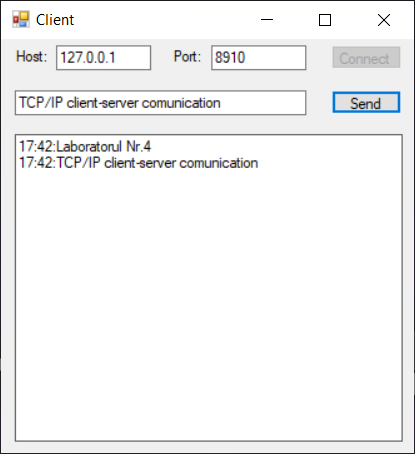 Client
Host: 127.0.0.1 Port: 8910 Connect
TCP/IP client-server comunication Send
17:42:Laboratorul Nr.4
17:42:TCP/IP client-server comunication